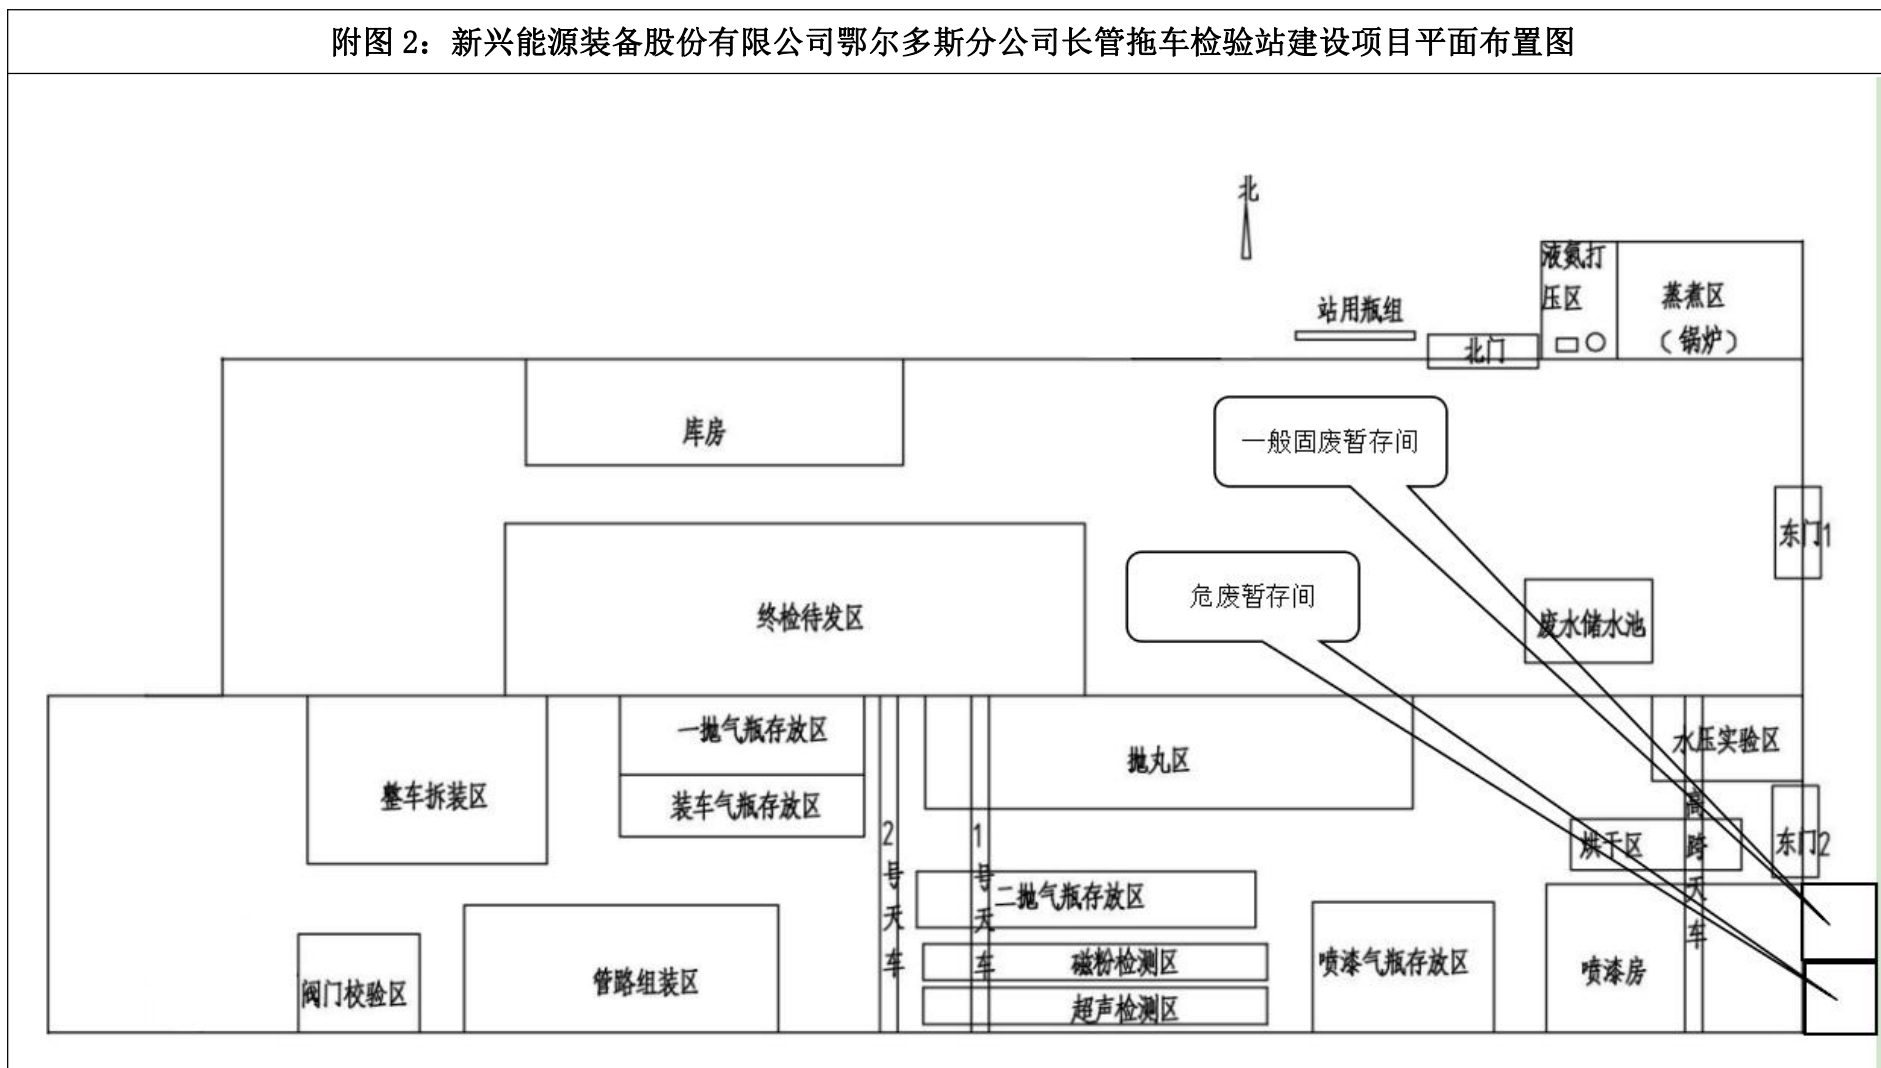 附图 2：新兴能源装备股份有限公司鄂尔多斯分公司长管拖车检验站建设项目平面布置图
北
液氮打
压区
蒸煮区
（锅炉）
站用瓶组
北门
库房
一般固废暂存间
东门1
危废暂存间
终检待发区
废水储水池
一抛气瓶存放区
水压实验区
抛丸区
整车拆装区
装车气瓶存放区
2号天车
1号天车
高跨天车
烘干区
东门2
二抛气瓶存放区
磁粉检测区
喷漆气瓶存放区
喷漆房
管路组装区
阀门校验区
超声检测区